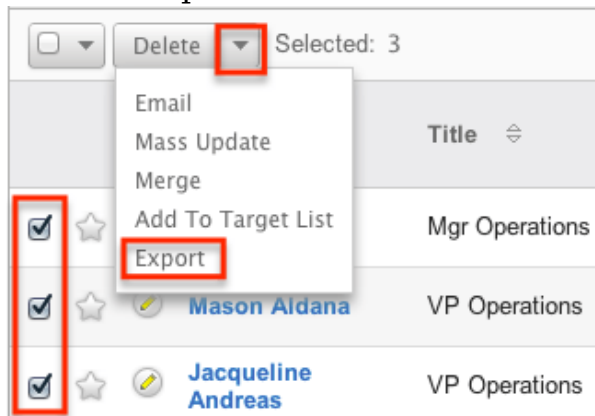 Delete
Selected: 3
Email
Mass Update
Merge
Add To Target List
Export
Title
Mgr Operations
Mason Aldana
VP Operations
Jacqueline
Andreas
VP Operations